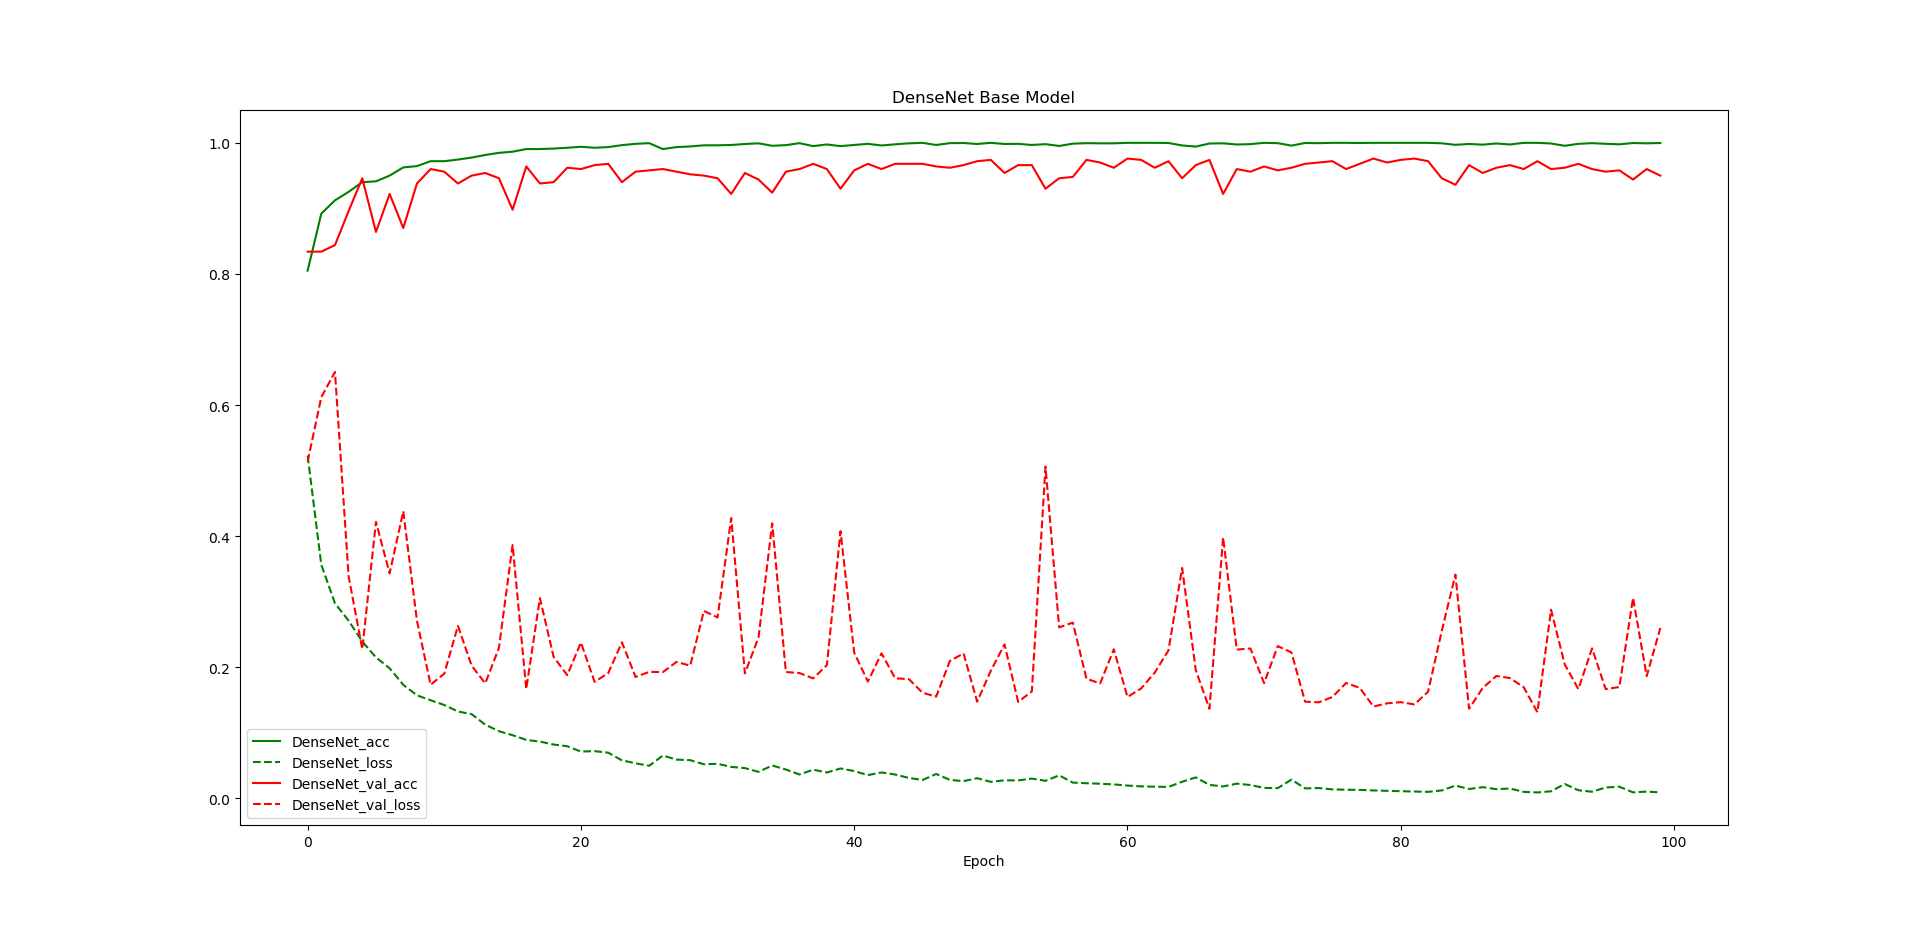 DenseNet Base Model
1.0
0.8
0.6
0.4
0.2
0.0
DenseNet_acc
DenseNet_loss
DenseNet_val_acc
DenseNet_val_loss
0 20 40 60 80 100
Epoch